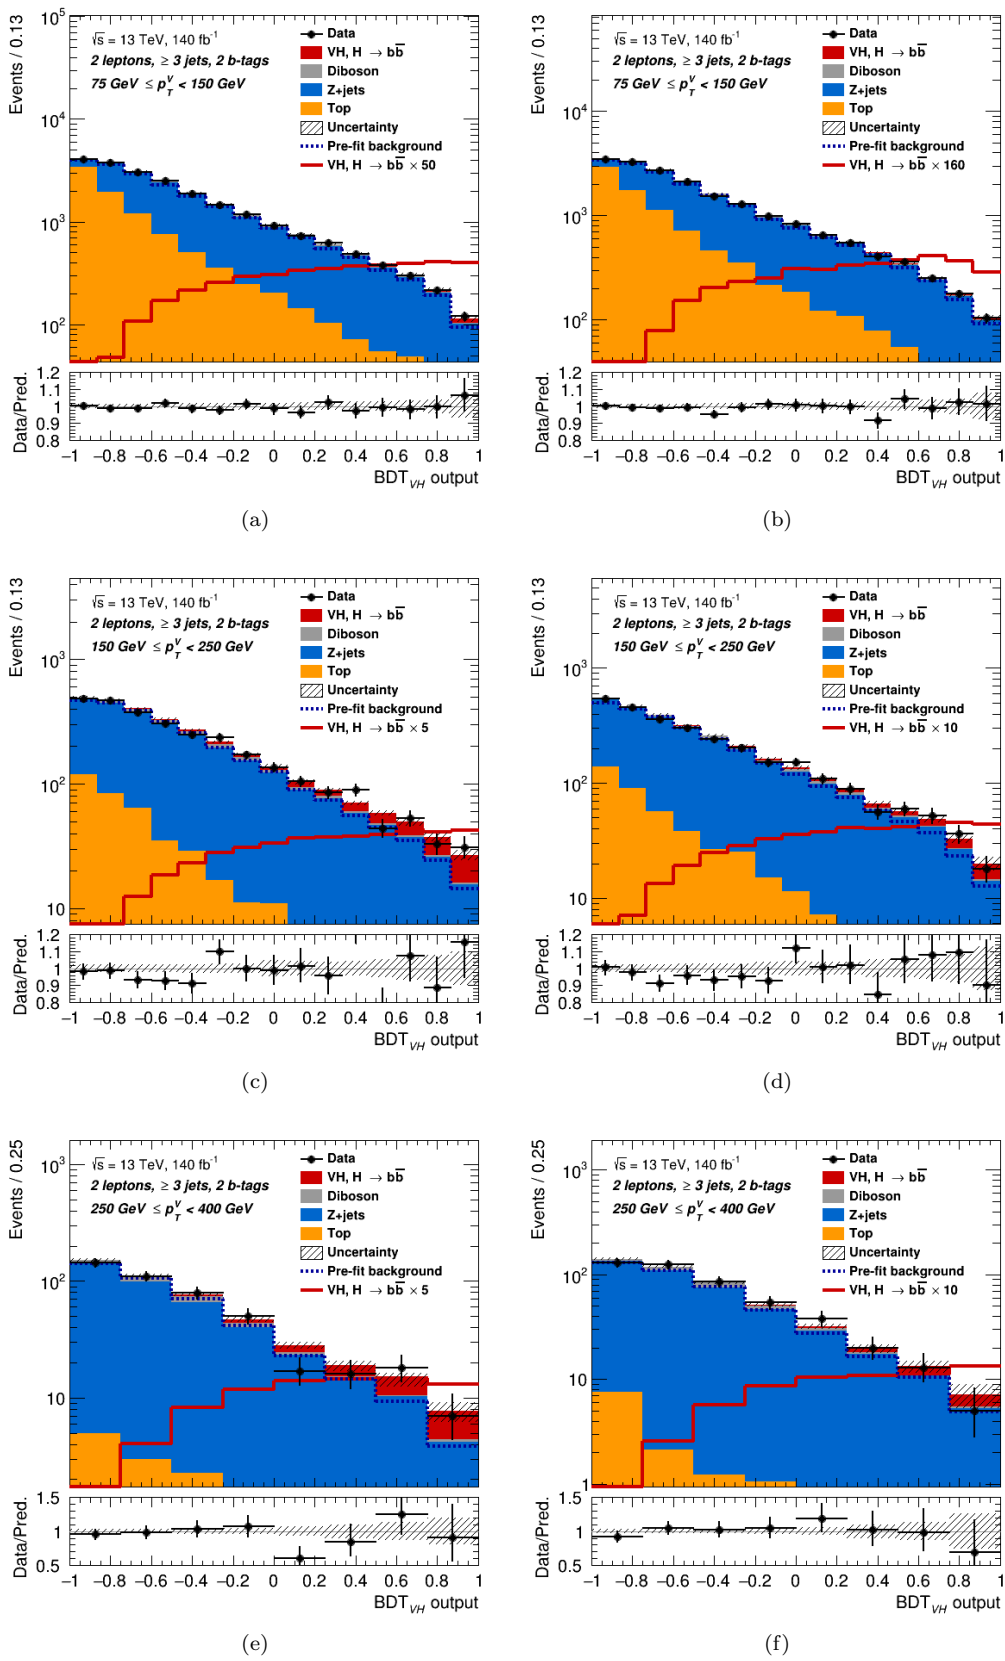 10⁵
10⁴
10³
10²
Events / 0.13
√s = 13 TeV, 140 fb⁻¹
2 leptons, ≥ 3 jets, 2 b-tags
75 GeV ≤ p_T^V < 150 GeV
Data
VH, H → bb̅
Diboson
Z+jets
Top
Uncertainty
Pre-fit background
VH, H → bb̅ × 50
Data/Pred.
1.2
1.1
1
0.9
0.8
−1 −0.8 −0.6 −0.4 −0.2 0 0.2 0.4 0.6 0.8 1
BDT_VH output
(a)
10⁴
10³
10²
Events / 0.13
√s = 13 TeV, 140 fb⁻¹
2 leptons, ≥ 3 jets, 2 b-tags
75 GeV ≤ p_T^V < 150 GeV
Data
VH, H → bb̅
Diboson
Z+jets
Top
Uncertainty
Pre-fit background
VH, H → bb̅ × 160
Data/Pred.
1.2
1.1
1
0.9
0.8
−1 −0.8 −0.6 −0.4 −0.2 0 0.2 0.4 0.6 0.8 1
BDT_VH output
(b)
10³
10²
10
Events / 0.13
√s = 13 TeV, 140 fb⁻¹
2 leptons, ≥ 3 jets, 2 b-tags
150 GeV ≤ p_T^V < 250 GeV
Data
VH, H → bb̅
Diboson
Z+jets
Top
Uncertainty
Pre-fit background
VH, H → bb̅ × 5
Data/Pred.
1.2
1.1
1
0.9
0.8
−1 −0.8 −0.6 −0.4 −0.2 0 0.2 0.4 0.6 0.8 1
BDT_VH output
(c)
10³
10²
10
Events / 0.13
√s = 13 TeV, 140 fb⁻¹
2 leptons, ≥ 3 jets, 2 b-tags
150 GeV ≤ p_T^V < 250 GeV
Data
VH, H → bb̅
Diboson
Z+jets
Top
Uncertainty
Pre-fit background
VH, H → bb̅ × 10
Data/Pred.
1.2
1.1
1
0.9
0.8
−1 −0.8 −0.6 −0.4 −0.2 0 0.2 0.4 0.6 0.8 1
BDT_VH output
(d)
10³
10²
10
Events / 0.25
√s = 13 TeV, 140 fb⁻¹
2 leptons, ≥ 3 jets, 2 b-tags
250 GeV ≤ p_T^V < 400 GeV
Data
VH, H → bb̅
Diboson
Z+jets
Top
Uncertainty
Pre-fit background
VH, H → bb̅ × 5
Data/Pred.
1.5
1
0.5
−1 −0.8 −0.6 −0.4 −0.2 0 0.2 0.4 0.6 0.8 1
BDT_VH output
(e)
10³
10²
10
1
Events / 0.25
√s = 13 TeV, 140 fb⁻¹
2 leptons, ≥ 3 jets, 2 b-tags
250 GeV ≤ p_T^V < 400 GeV
Data
VH, H → bb̅
Diboson
Z+jets
Top
Uncertainty
Pre-fit background
VH, H → bb̅ × 10
Data/Pred.
1.5
1
0.5
−1 −0.8 −0.6 −0.4 −0.2 0 0.2 0.4 0.6 0.8 1
BDT_VH output
(f)